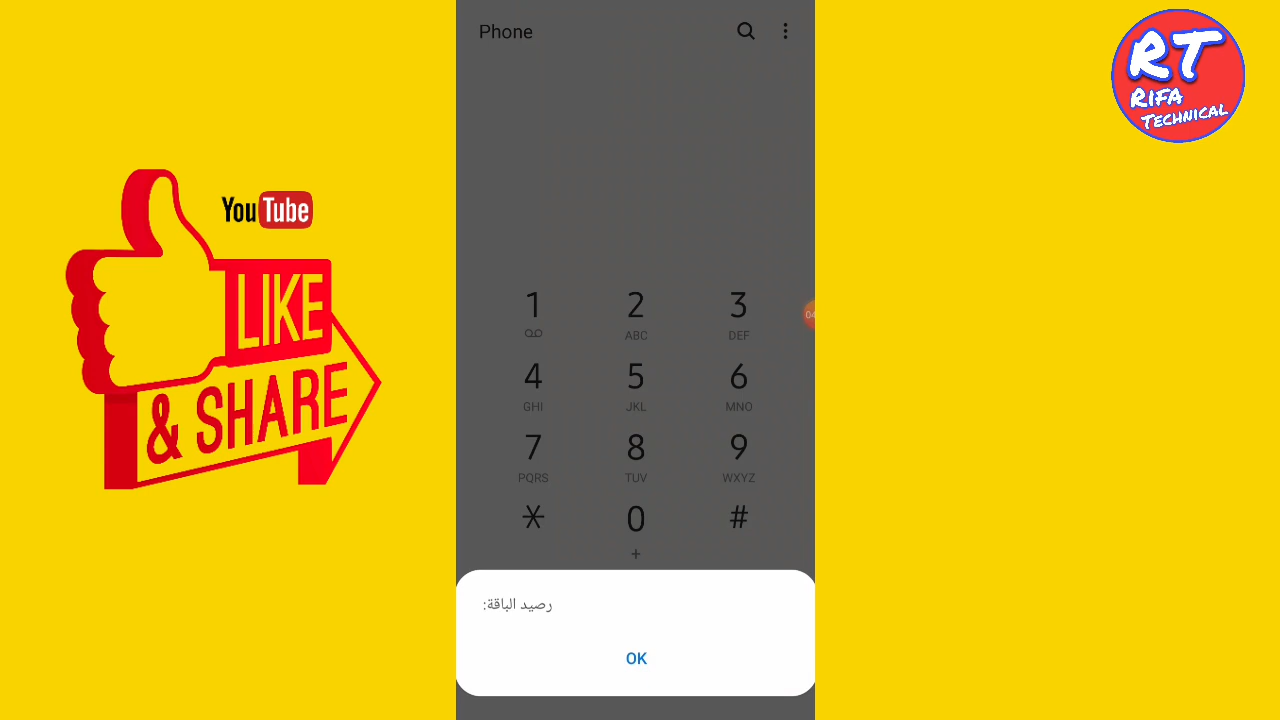 Phone
RT
RIFA
TECHNICAL
YouTube
LIKE
& SHARE
1 2 3
ABC DEF
04
4 5 6
GHI JKL MNO
7 8 9
PQRS TUV WXYZ
* 0 #
+
رصيد الباقة:
OK